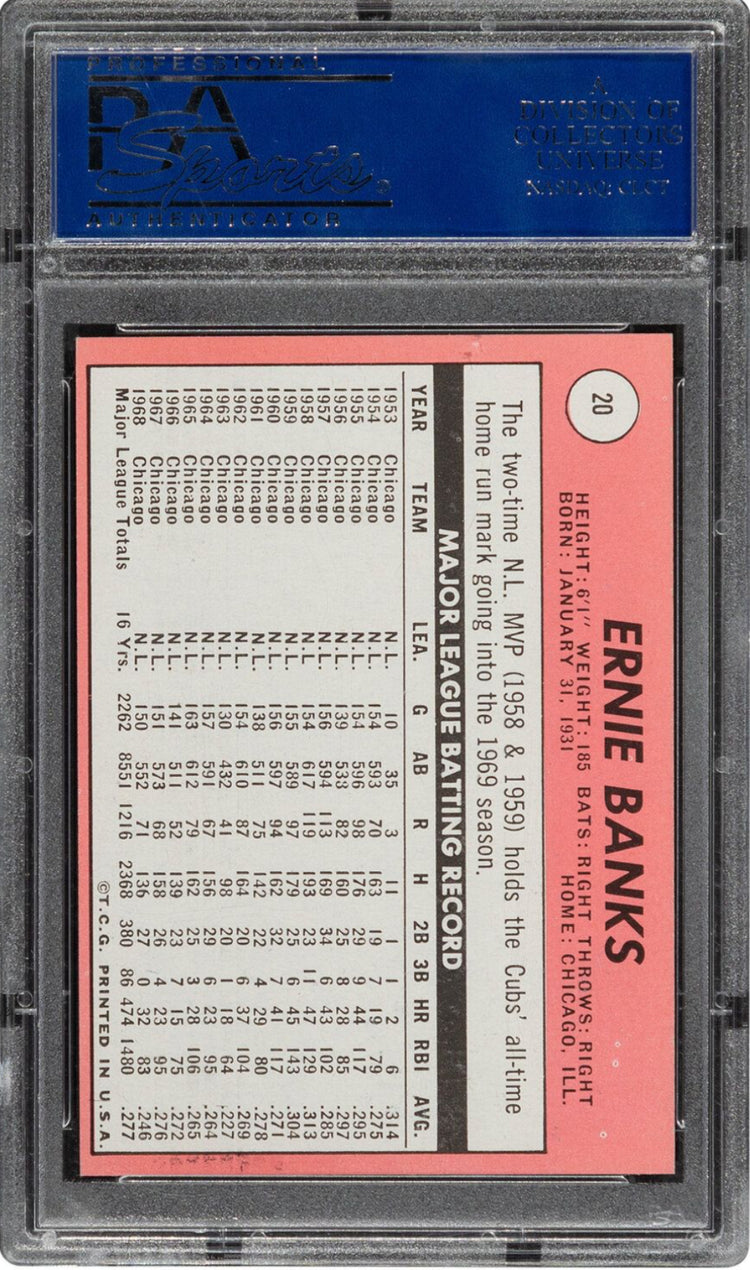 PROFESSIONAL
PSA
Sports®
AUTHENTICATOR
A
DIVISION OF
COLLECTORS
UNIVERSE
NASDAQ: CLCT
20
ERNIE BANKS
HEIGHT: 6'1" WEIGHT: 185 BATS: RIGHT THROWS: RIGHT
BORN: JANUARY 31, 1931 HOME: CHICAGO, ILL.
The two-time N.L. MVP (1958 & 1959) holds the Cubs' all-time
home run mark going into the 1969 season.
MAJOR LEAGUE BATTING RECORD
YEAR TEAM LEA. G AB R H 2B 3B HR RBI AVG.
1953 Chicago N.L. 10 35 3 11 1 1 2 6 .314
1954 Chicago N.L. 154 593 70 163 19 7 19 79 .275
1955 Chicago N.L. 154 596 98 176 29 9 44 117 .295
1956 Chicago N.L. 139 538 82 160 25 8 28 85 .297
1957 Chicago N.L. 156 594 113 169 34 6 43 102 .285
1958 Chicago N.L. 154 617 119 193 23 11 47 129 .313
1959 Chicago N.L. 155 589 97 179 25 6 45 143 .304
1960 Chicago N.L. 156 597 94 162 32 7 41 117 .271
1961 Chicago N.L. 138 511 75 142 22 4 29 80 .278
1962 Chicago N.L. 154 610 87 164 20 6 37 104 .269
1963 Chicago N.L. 130 432 41 98 20 1 18 64 .227
1964 Chicago N.L. 157 591 67 156 29 6 23 95 .264
1965 Chicago N.L. 163 612 79 162 25 3 28 106 .265
1966 Chicago N.L. 141 511 52 139 23 7 15 75 .272
1967 Chicago N.L. 151 573 68 158 26 4 23 95 .276
1968 Chicago N.L. 150 552 71 136 27 0 32 83 .246
Major League Totals 16 Yrs. 2262 8551 1216 2368 380 86 474 1480 .277
©T.C.G. PRINTED IN U.S.A.